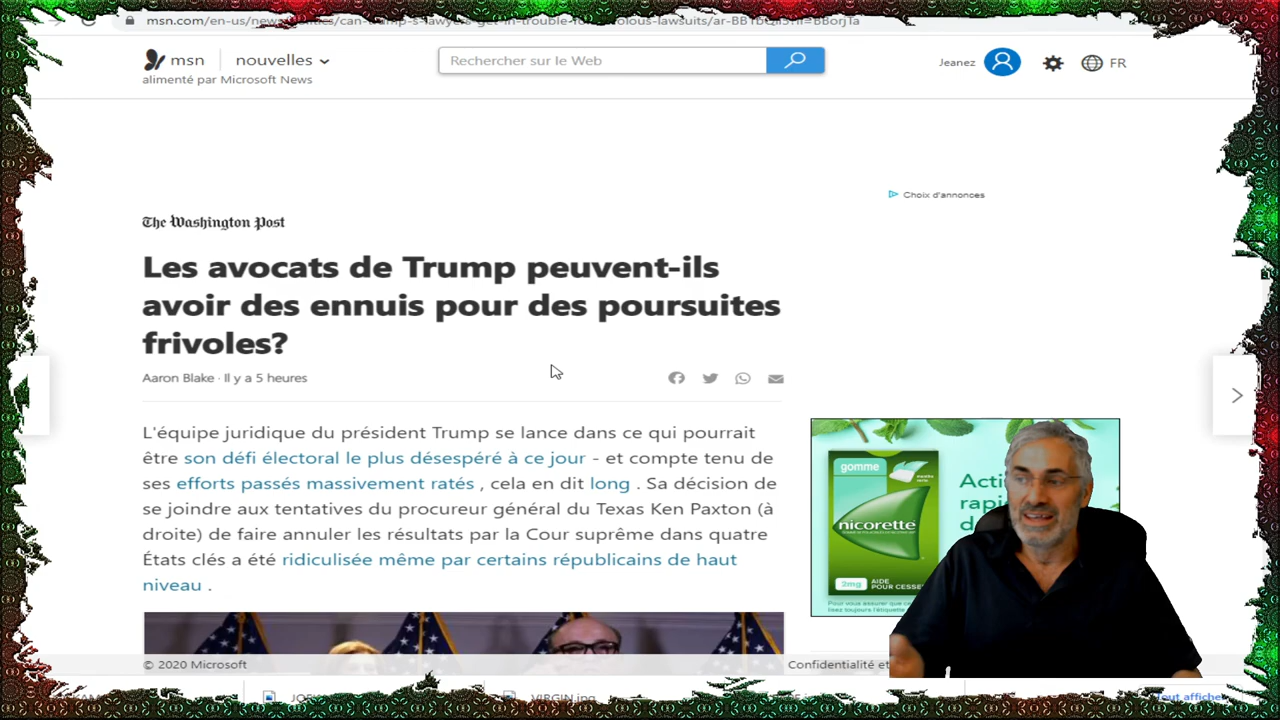 msn
nouvelles
Rechercher sur le Web
Jeanez
FR
alimenté par Microsoft News
Choix d'annonces
The Washington Post
Les avocats de Trump peuvent-ils
avoir des ennuis pour des poursuites
frivoles?
Aaron Blake · Il y a 5 heures
L'équipe juridique du président Trump se lance dans ce qui pourrait
être son défi électoral le plus désespéré à ce jour - et compte tenu de
ses efforts passés massivement ratés , cela en dit long . Sa décision de
se joindre aux tentatives du procureur général du Texas Ken Paxton (à
droite) de faire annuler les résultats par la Cour suprême dans quatre
États clés a été ridiculisée même par certains républicains de haut
niveau .
gomme
nicorette
2mg
AIDE
© 2020 Microsoft
Confidentialité et
VIRGIN.jpg